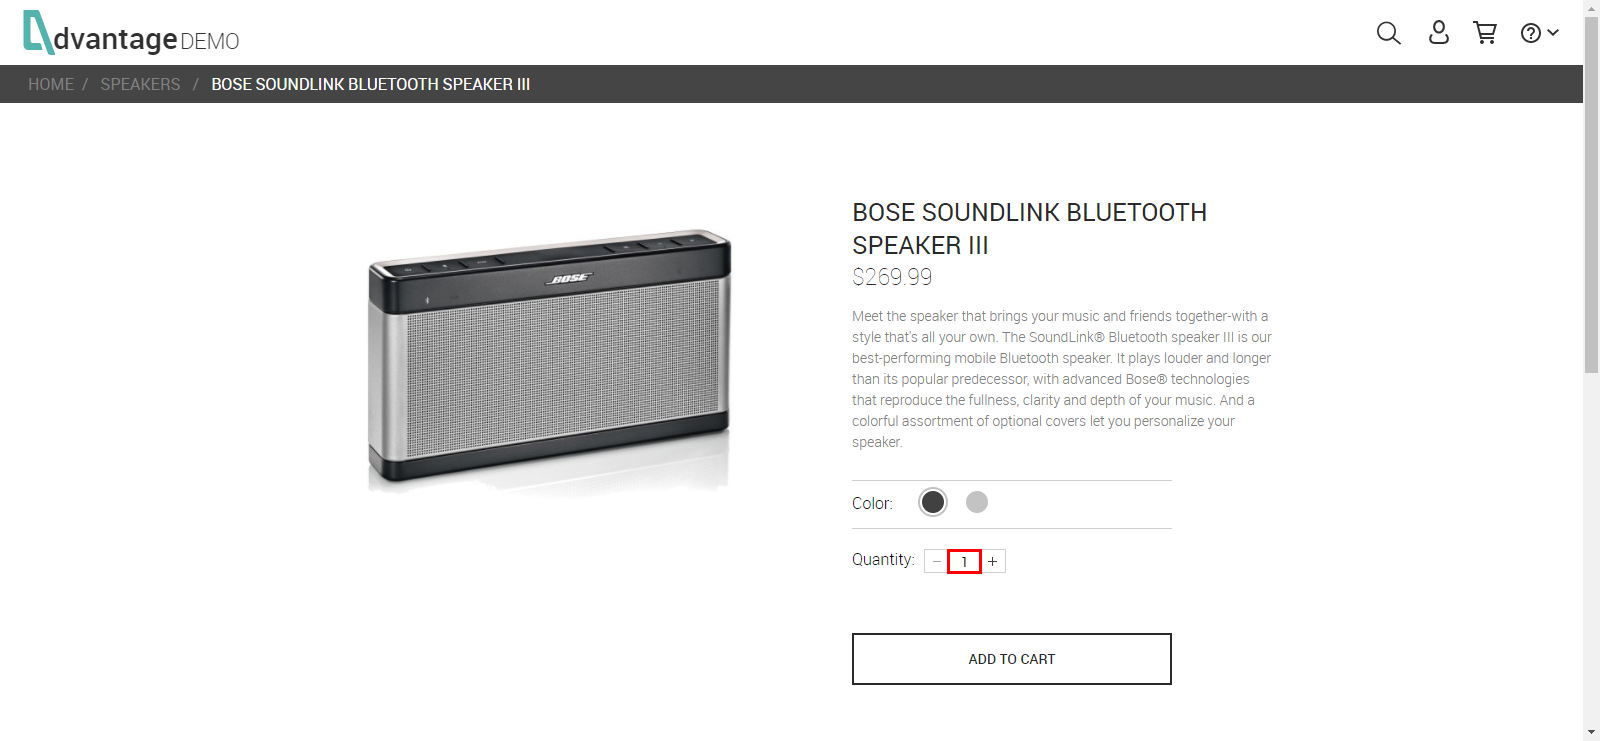 dvantage DEMO
HOME / SPEAKERS / BOSE SOUNDLINK BLUETOOTH SPEAKER III
BOSE
BOSE SOUNDLINK BLUETOOTH
SPEAKER III
$269.99
Meet the speaker that brings your music and friends together-with a
style that's all your own. The SoundLink® Bluetooth speaker III is our
best-performing mobile Bluetooth speaker. It plays louder and longer
than its popular predecessor, with advanced Bose® technologies
that reproduce the fullness, clarity and depth of your music. And a
colorful assortment of optional covers let you personalize your
speaker.
Color:
Quantity: − 1 +
ADD TO CART